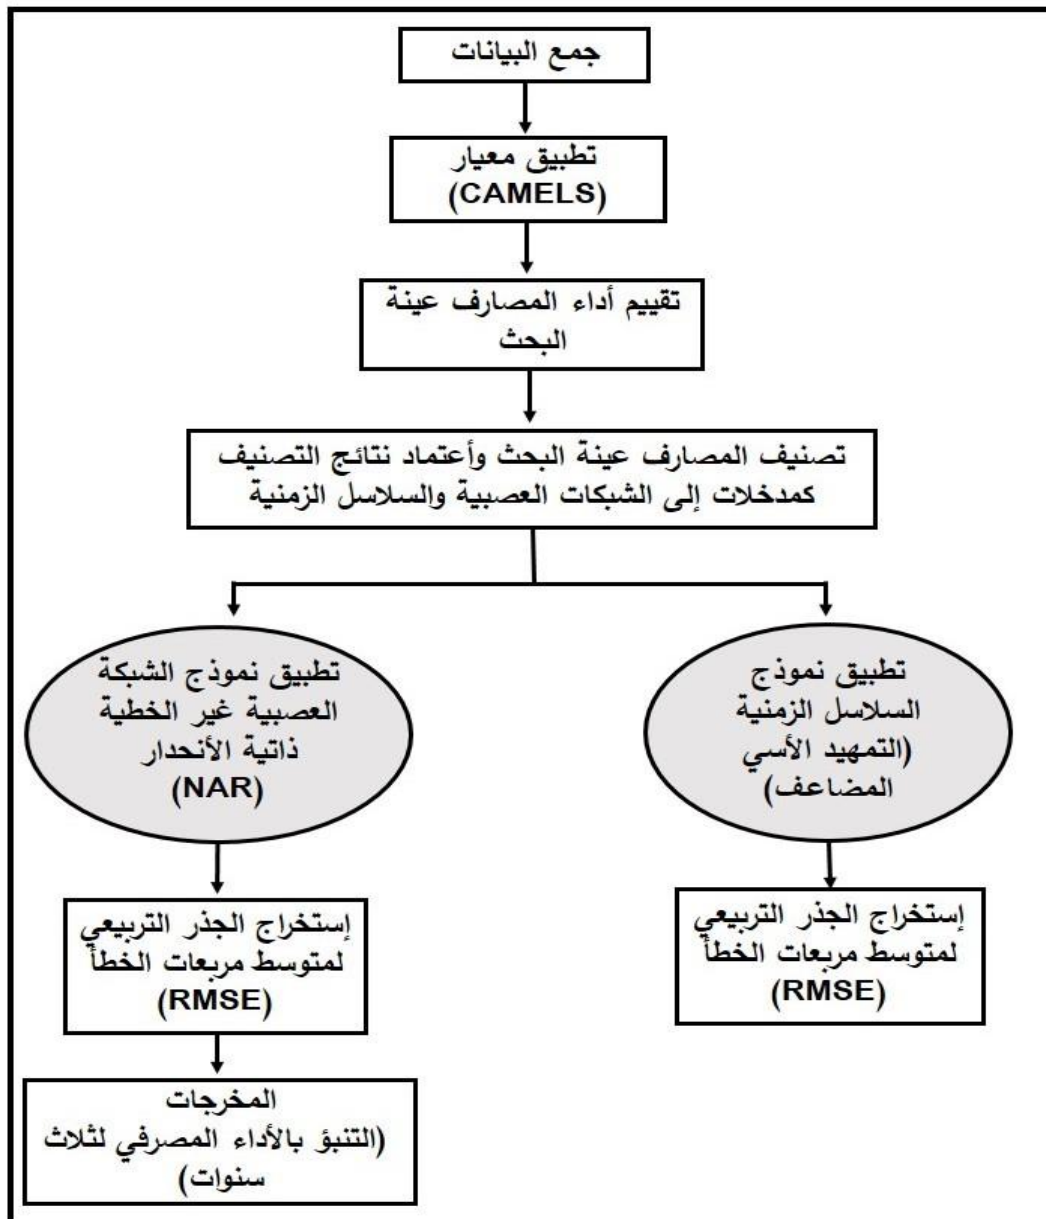 جمع البيانات
تطبيق معيار
(CAMELS)
تقييم أداء المصارف عينة
البحث
تصنيف المصارف عينة البحث وأعتماد نتائج التصنيف
كمدخلات إلى الشبكات العصبية والسلاسل الزمنية
تطبيق نموذج
السلاسل الزمنية
(التمهيد الأسي
المضاعف)
إستخراج الجذر التربيعي
لمتوسط مربعات الخطأ
(RMSE)
تطبيق نموذج الشبكة
العصبية غير الخطية
ذاتية الأنحدار
(NAR)
إستخراج الجذر التربيعي
لمتوسط مربعات الخطأ
(RMSE)
المخرجات
(التنبؤ بالأداء المصرفي لثلاث
سنوات)